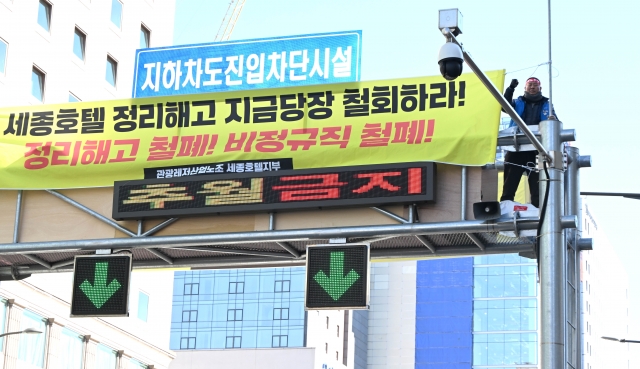 지하차도진입차단시설
세종호텔 정리해고 지금당장 철회하라!
정리해고 철폐! 비정규직 철폐!
관광레저산업노조 세종호텔지부
추월금지